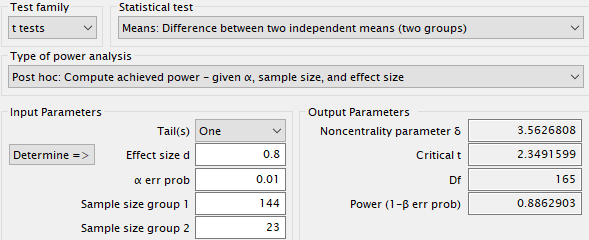 Test family
Statistical test
t tests
Means: Difference between two independent means (two groups)
Type of power analysis
Post hoc: Compute achieved power – given α, sample size, and effect size
Input Parameters
Output Parameters
Tail(s) One
Noncentrality parameter δ 3.5626808
Determine => Effect size d 0.8
Critical t 2.3491599
α err prob 0.01
Df 165
Sample size group 1 144
Power (1-β err prob) 0.8862903
Sample size group 2 23